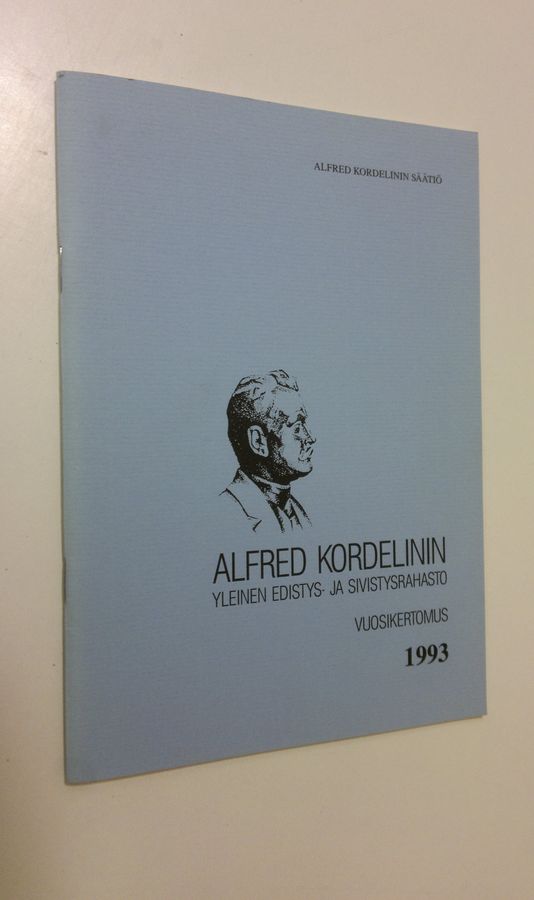 ALFRED KORDELININ SÄÄTIÖ
ALFRED KORDELININ
YLEINEN EDISTYS- JA SIVISTYSRAHASTO
VUOSIKERTOMUS
1993